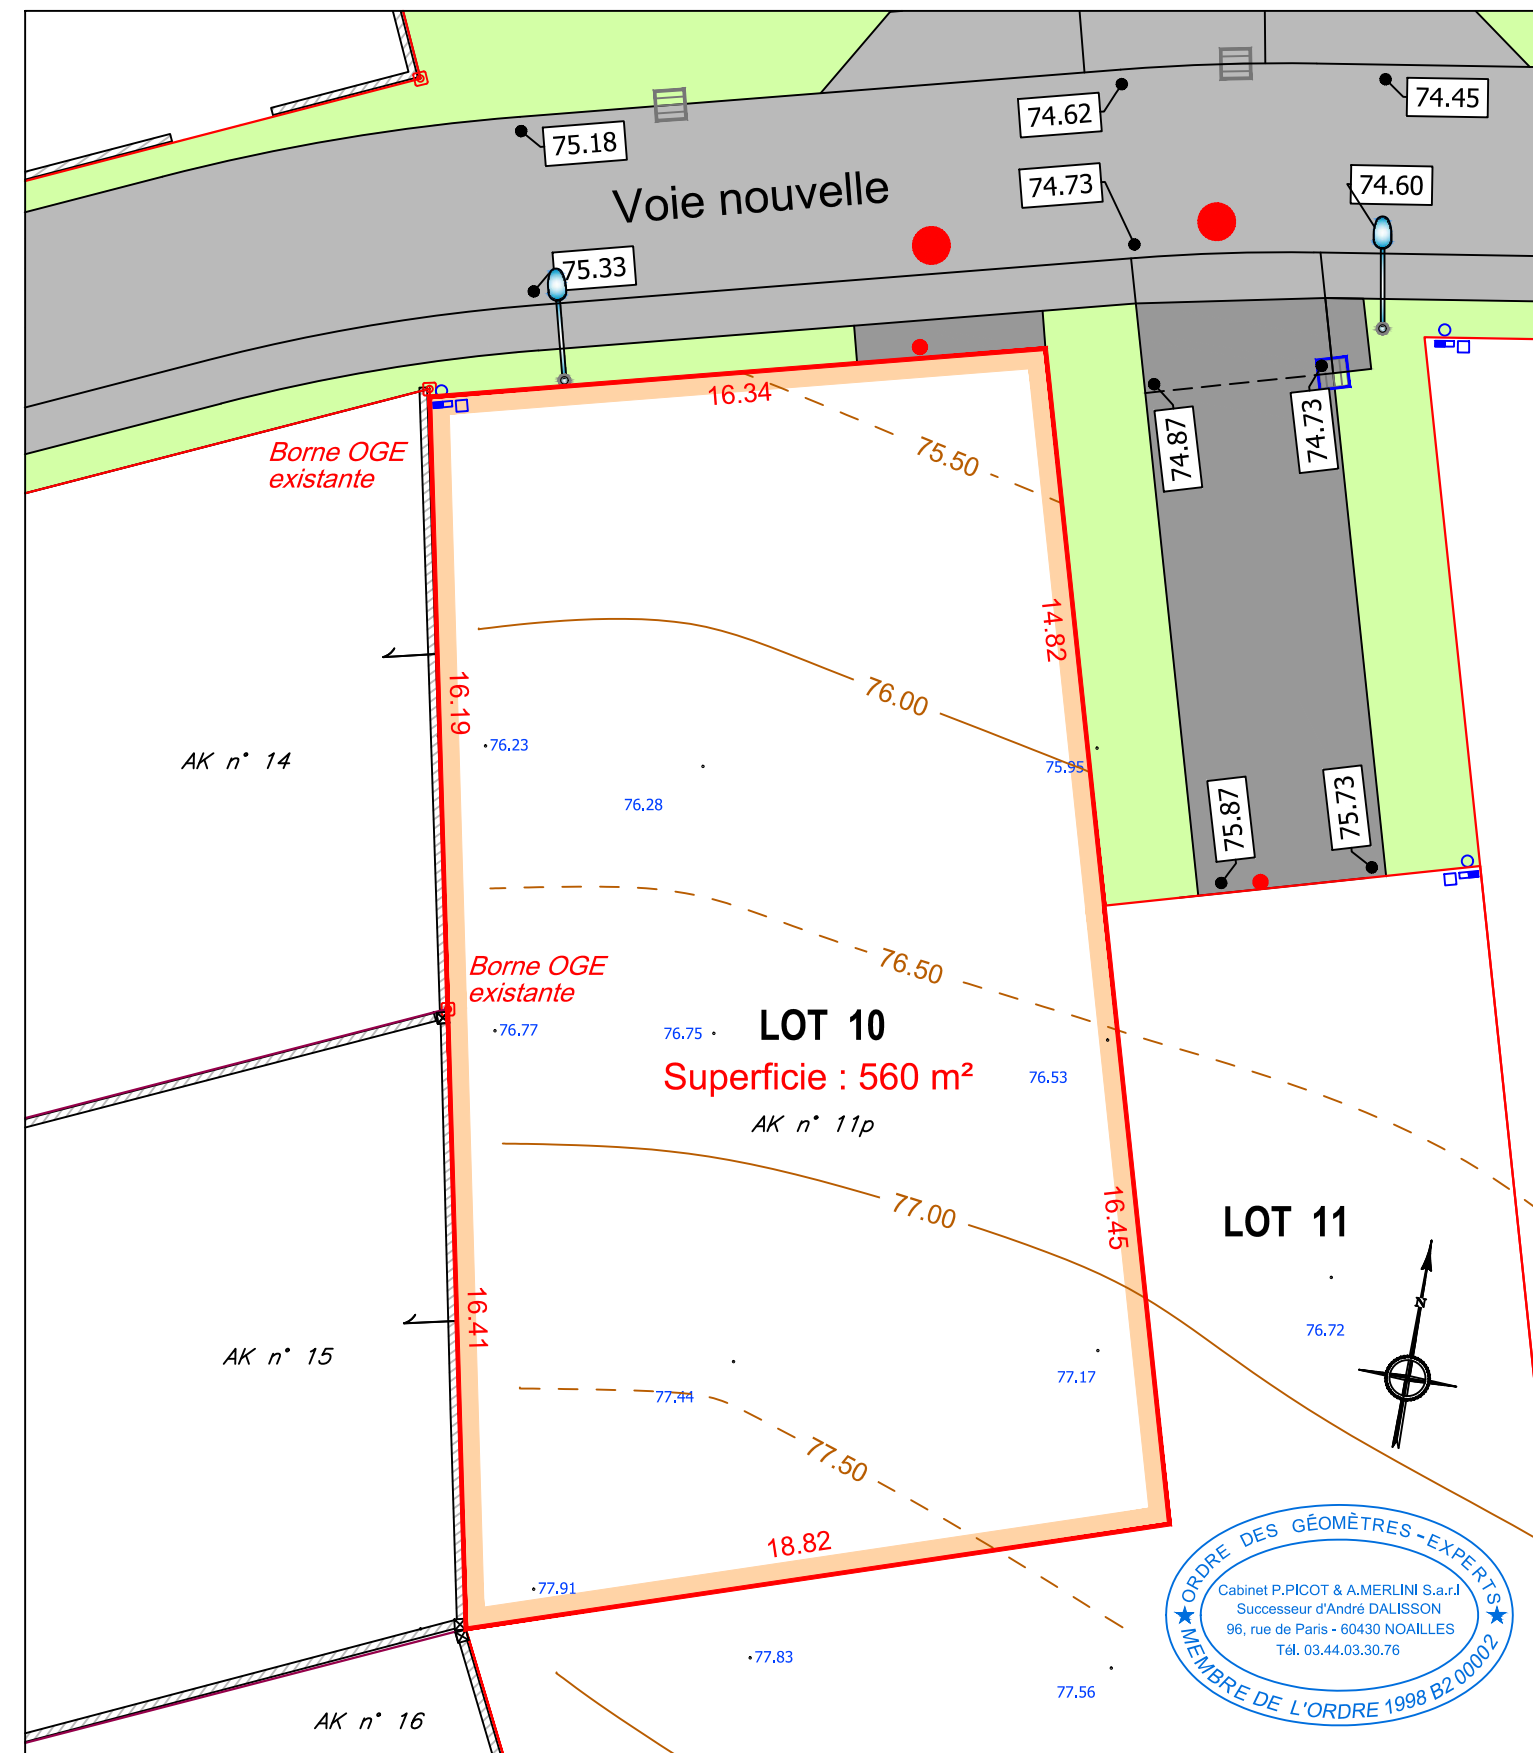 75.18
74.62
74.45
Voie nouvelle
74.73
74.60
75.33
16.34
Borne OGE
existante
75.50
74.87
74.73
14.82
16.19
76.00
76.23
75.95
AK n° 14
76.28
75.87
75.73
76.50
Borne OGE
existante
76.77
76.75
LOT 10
Superficie : 560 m²
76.53
AK n° 11p
77.00
16.45
LOT 11
N
16.41
AK n° 15
76.72
77.17
77.44
77.50
18.82
77.91
77.83
77.56
AK n° 16
ORDRE DES GÉOMÈTRES-EXPERTS
Cabinet P.PICOT & A.MERLINI S.a.r.l
Successeur d'André DALISSON
96, rue de Paris - 60430 NOAILLES
Tél. 03.44.03.30.76
MEMBRE DE L'ORDRE 1998 B2 00002